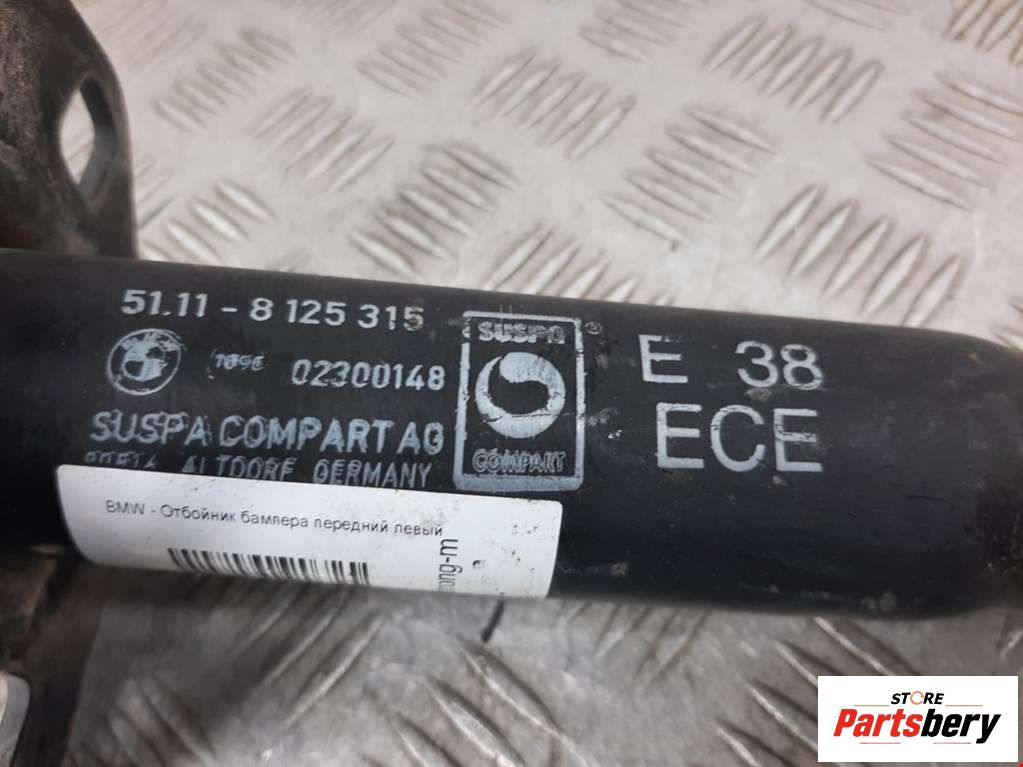 51.11 - 8 125 315
02300148
SUSPA COMPART AG
ALTDORF GERMANY
SUSPA ®
COMPART
E 38
ECE
BMW - Отбойник бампера передний левый
STORE
Partsbery